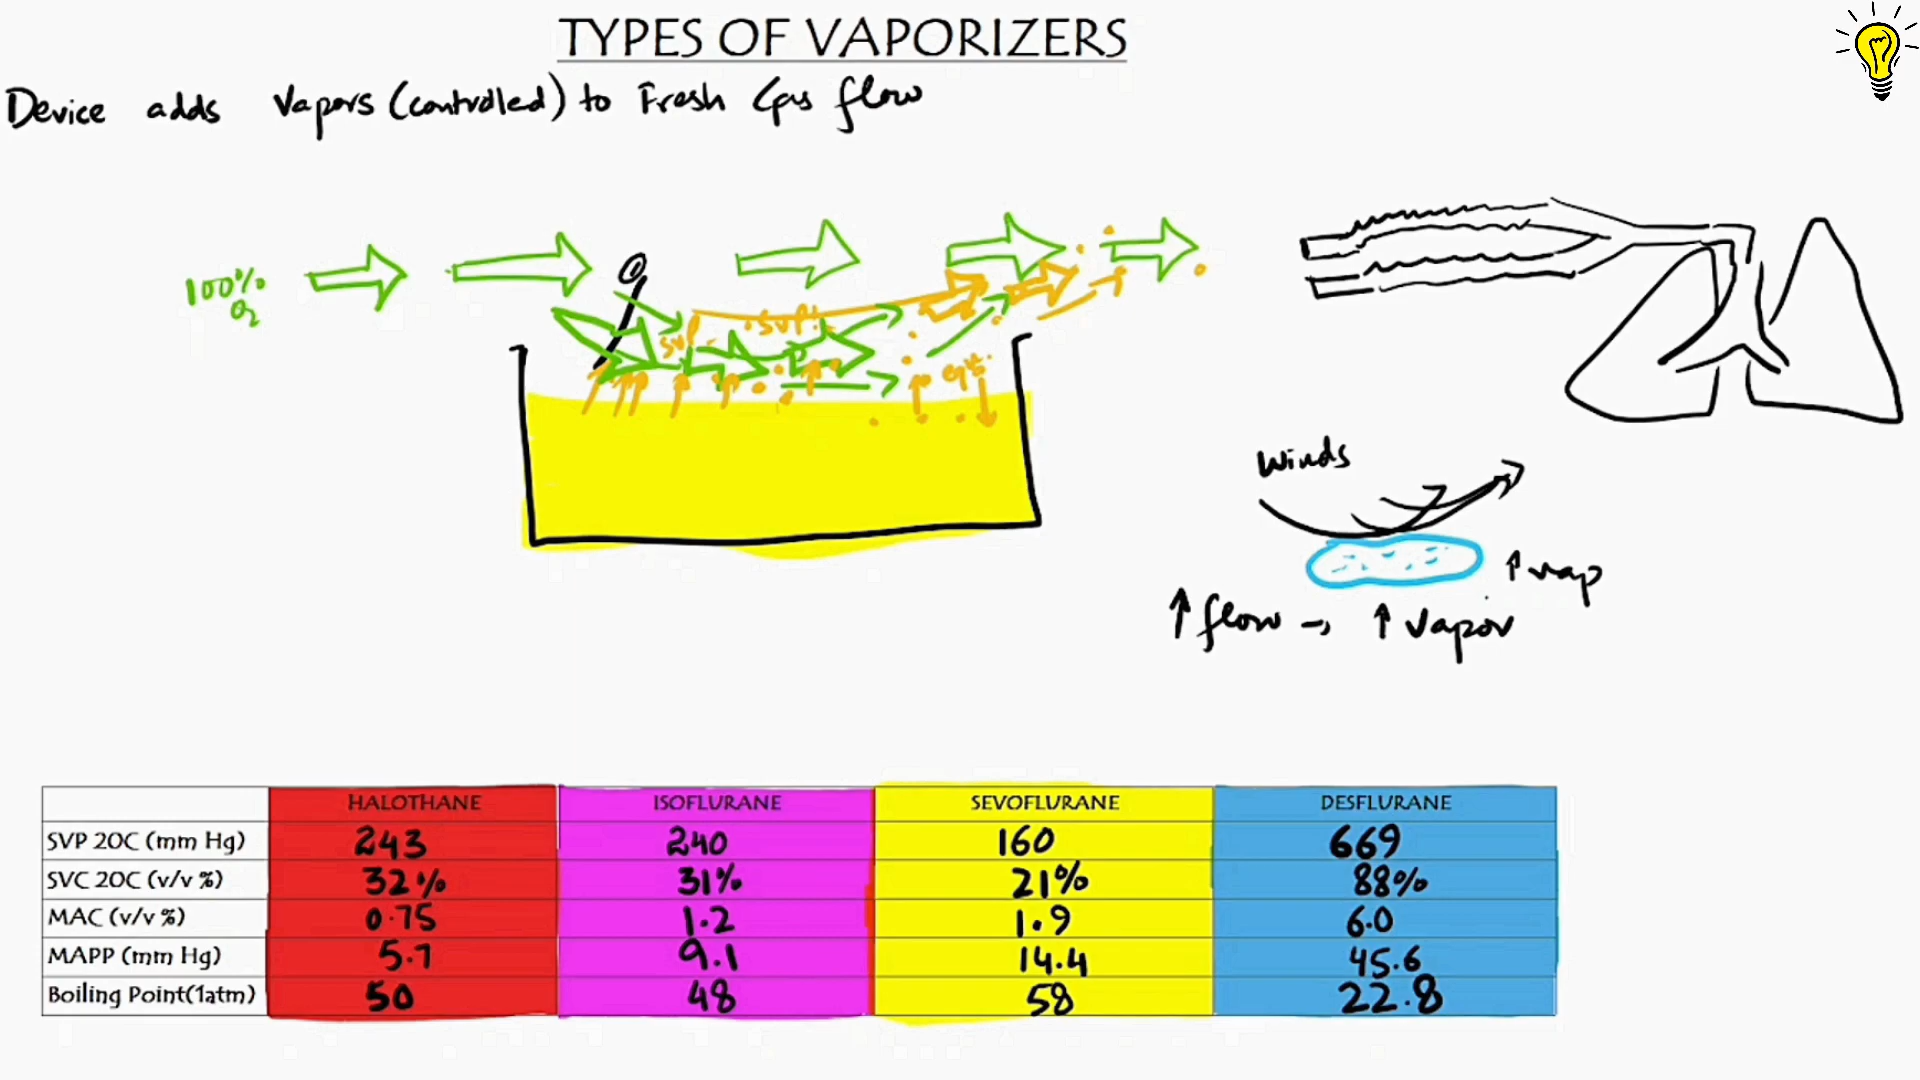 TYPES OF VAPORIZERS
Device adds Vapors (controlled) to Fresh Gas flow
100%
O2
SVP
SVP!
Winds
↑ vap
↑ flow → ↑ Vapor
HALOTHANE ISOFLURANE SEVOFLURANE DESFLURANE
SVP 20C (mm Hg) 243 240 160 669
SVC 20C (v/v %) 32% 31% 21% 88%
MAC (v/v %) 0.75 1.2 1.9 6.0
MAPP (mm Hg) 5.7 9.1 14.4 45.6
Boiling Point(1atm) 50 48 58 22.8